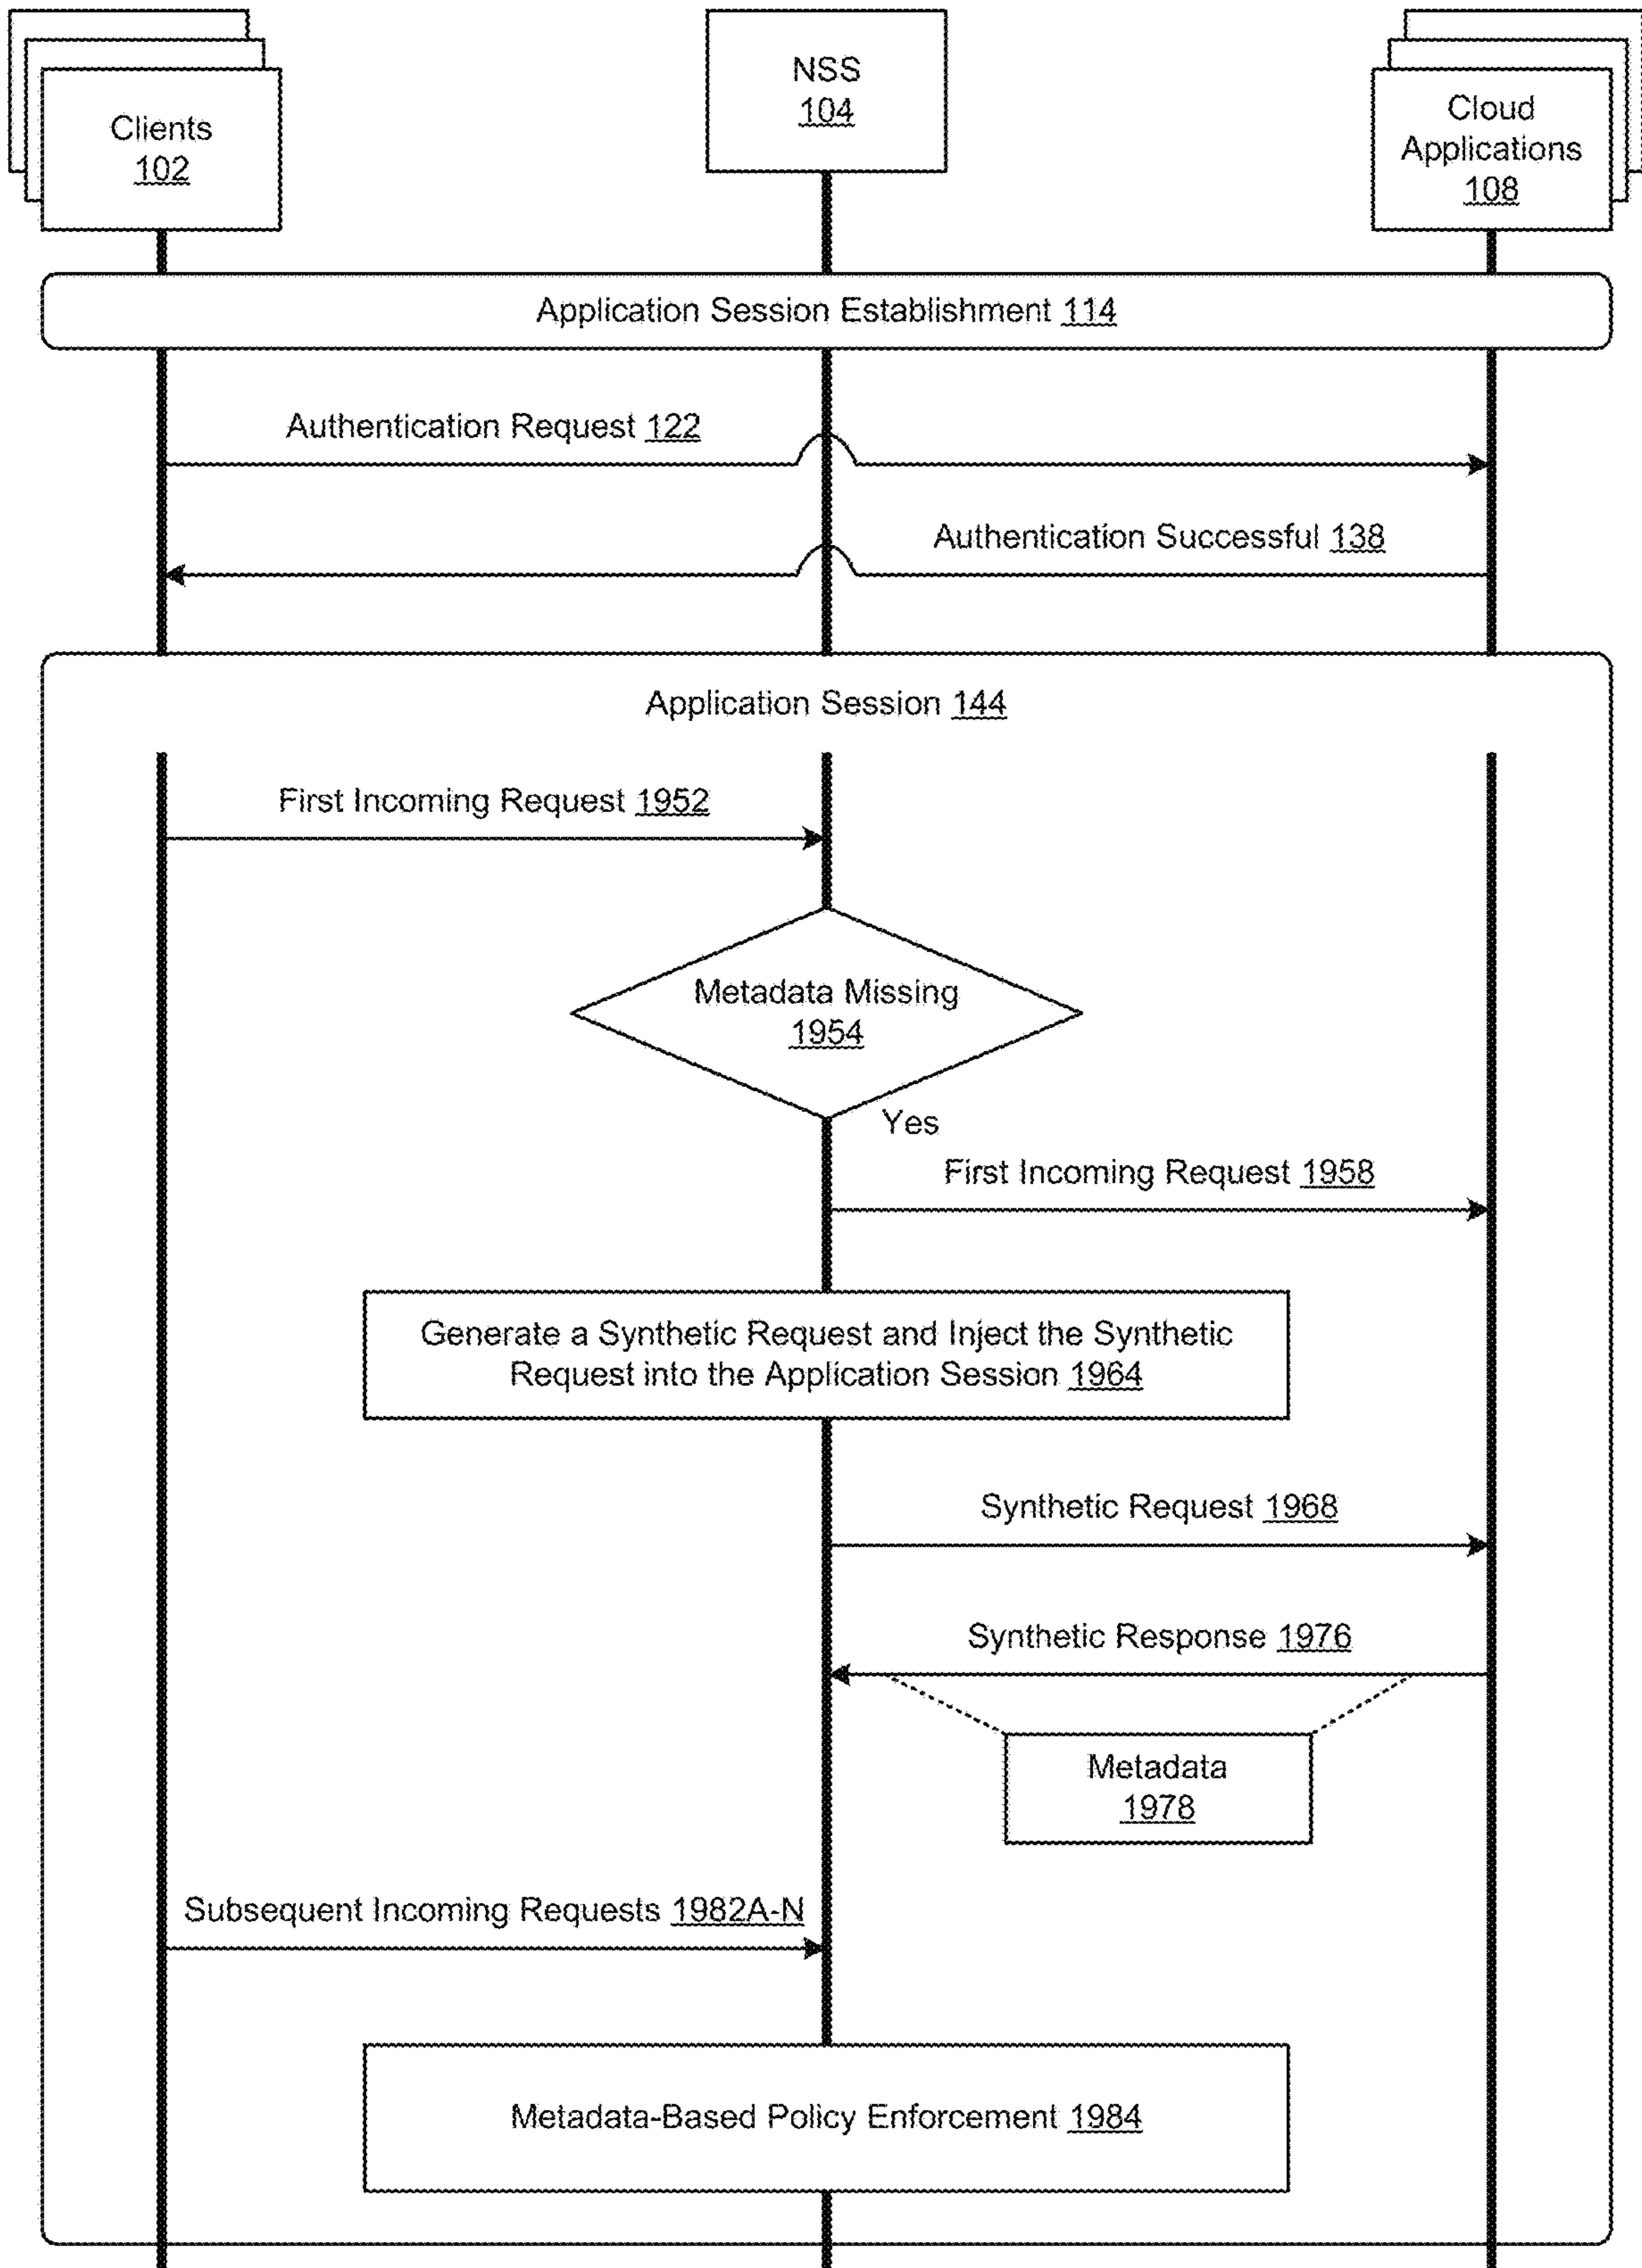 Clients
102
NSS
104
Cloud
Applications
108
Application Session Establishment 114
Authentication Request 122
Authentication Successful 138
Application Session 144
First Incoming Request 1952
Metadata Missing
1954
Yes
First Incoming Request 1958
Generate a Synthetic Request and Inject the Synthetic
Request into the Application Session 1964
Synthetic Request 1968
Synthetic Response 1976
Metadata
1978
Subsequent Incoming Requests 1982A-N
Metadata-Based Policy Enforcement 1984